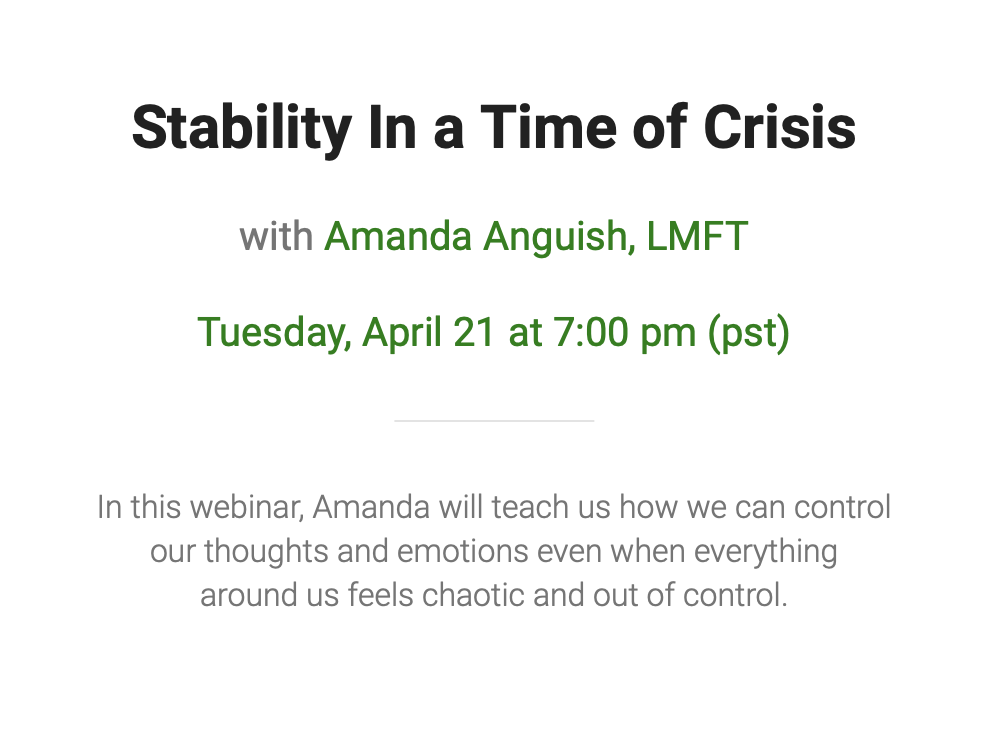 Stability In a Time of Crisis
with Amanda Anguish, LMFT
Tuesday, April 21 at 7:00 pm (pst)
In this webinar, Amanda will teach us how we can control
our thoughts and emotions even when everything
around us feels chaotic and out of control.